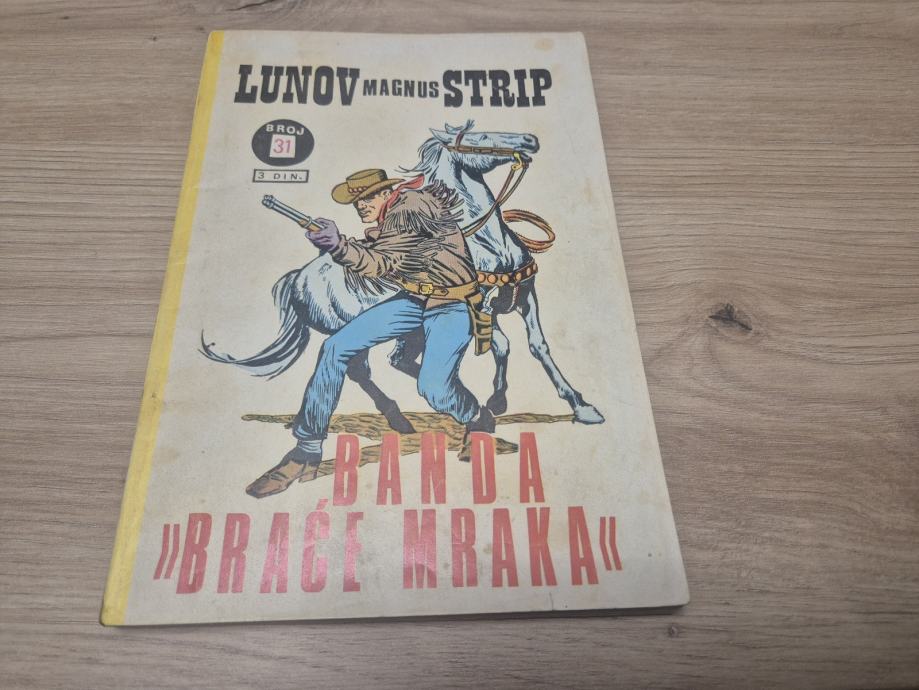 LUNOV MAGNUS STRIP
BROJ
31
3 DIN.
BANDA
»BRAĆE MRAKA«